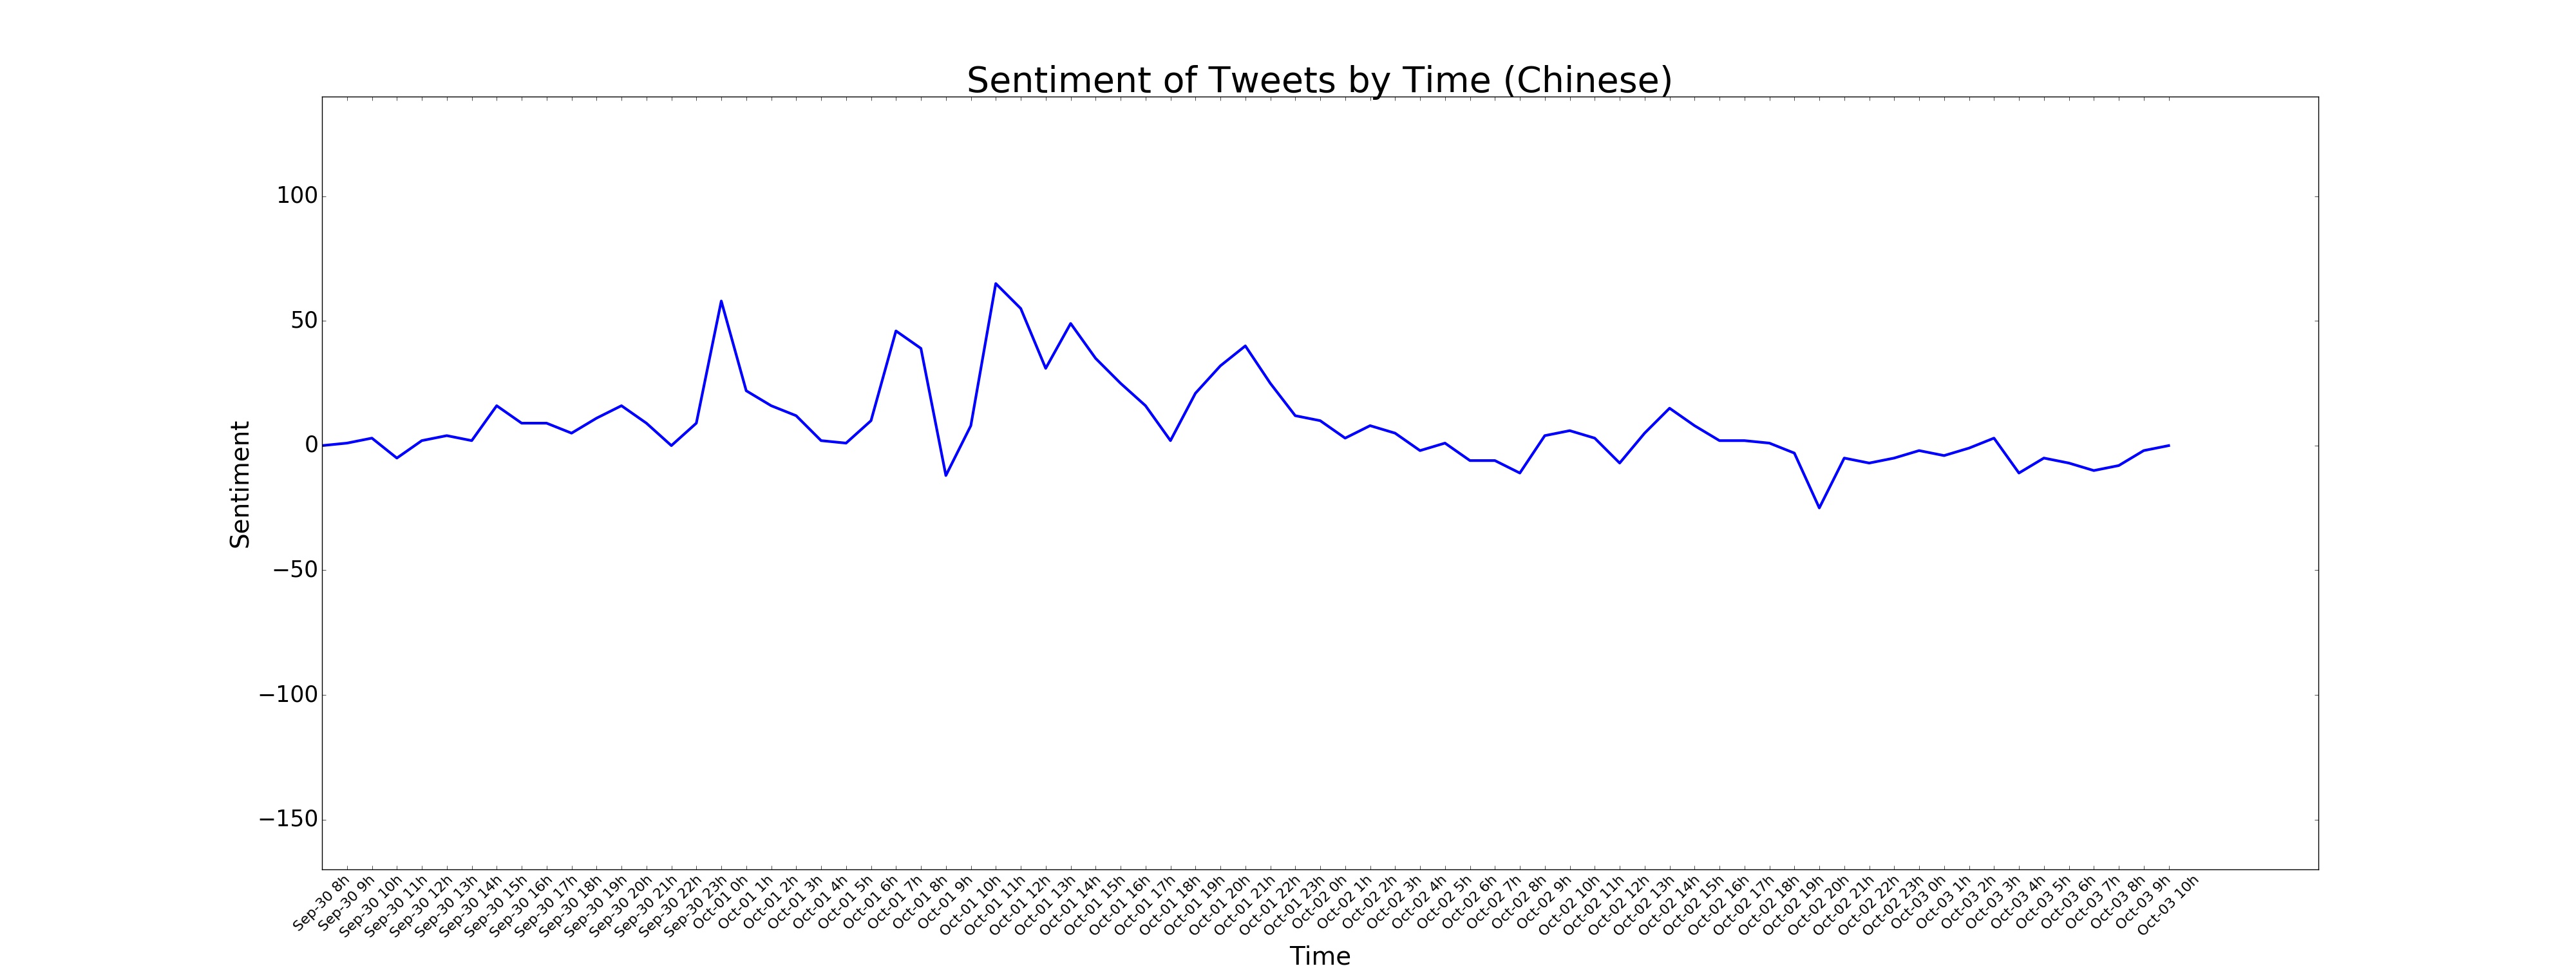 Sentiment of Tweets by Time (Chinese)
100
50
0
−50
−100
−150
Sentiment
Sep-30 8h
Sep-30 9h
Sep-30 10h
Sep-30 11h
Sep-30 12h
Sep-30 13h
Sep-30 14h
Sep-30 15h
Sep-30 16h
Sep-30 17h
Sep-30 18h
Sep-30 19h
Sep-30 20h
Sep-30 21h
Sep-30 22h
Sep-30 23h
Oct-01 0h
Oct-01 1h
Oct-01 2h
Oct-01 3h
Oct-01 4h
Oct-01 5h
Oct-01 6h
Oct-01 7h
Oct-01 8h
Oct-01 9h
Oct-01 10h
Oct-01 11h
Oct-01 12h
Oct-01 13h
Oct-01 14h
Oct-01 15h
Oct-01 16h
Oct-01 17h
Oct-01 18h
Oct-01 19h
Oct-01 20h
Oct-01 21h
Oct-01 22h
Oct-01 23h
Oct-02 0h
Oct-02 1h
Oct-02 2h
Oct-02 3h
Oct-02 4h
Oct-02 5h
Oct-02 6h
Oct-02 7h
Oct-02 8h
Oct-02 9h
Oct-02 10h
Oct-02 11h
Oct-02 12h
Oct-02 13h
Oct-02 14h
Oct-02 15h
Oct-02 16h
Oct-02 17h
Oct-02 18h
Oct-02 19h
Oct-02 20h
Oct-02 21h
Oct-02 22h
Oct-02 23h
Oct-03 0h
Oct-03 1h
Oct-03 2h
Oct-03 3h
Oct-03 4h
Oct-03 5h
Oct-03 6h
Oct-03 7h
Oct-03 8h
Oct-03 9h
Oct-03 10h
Time